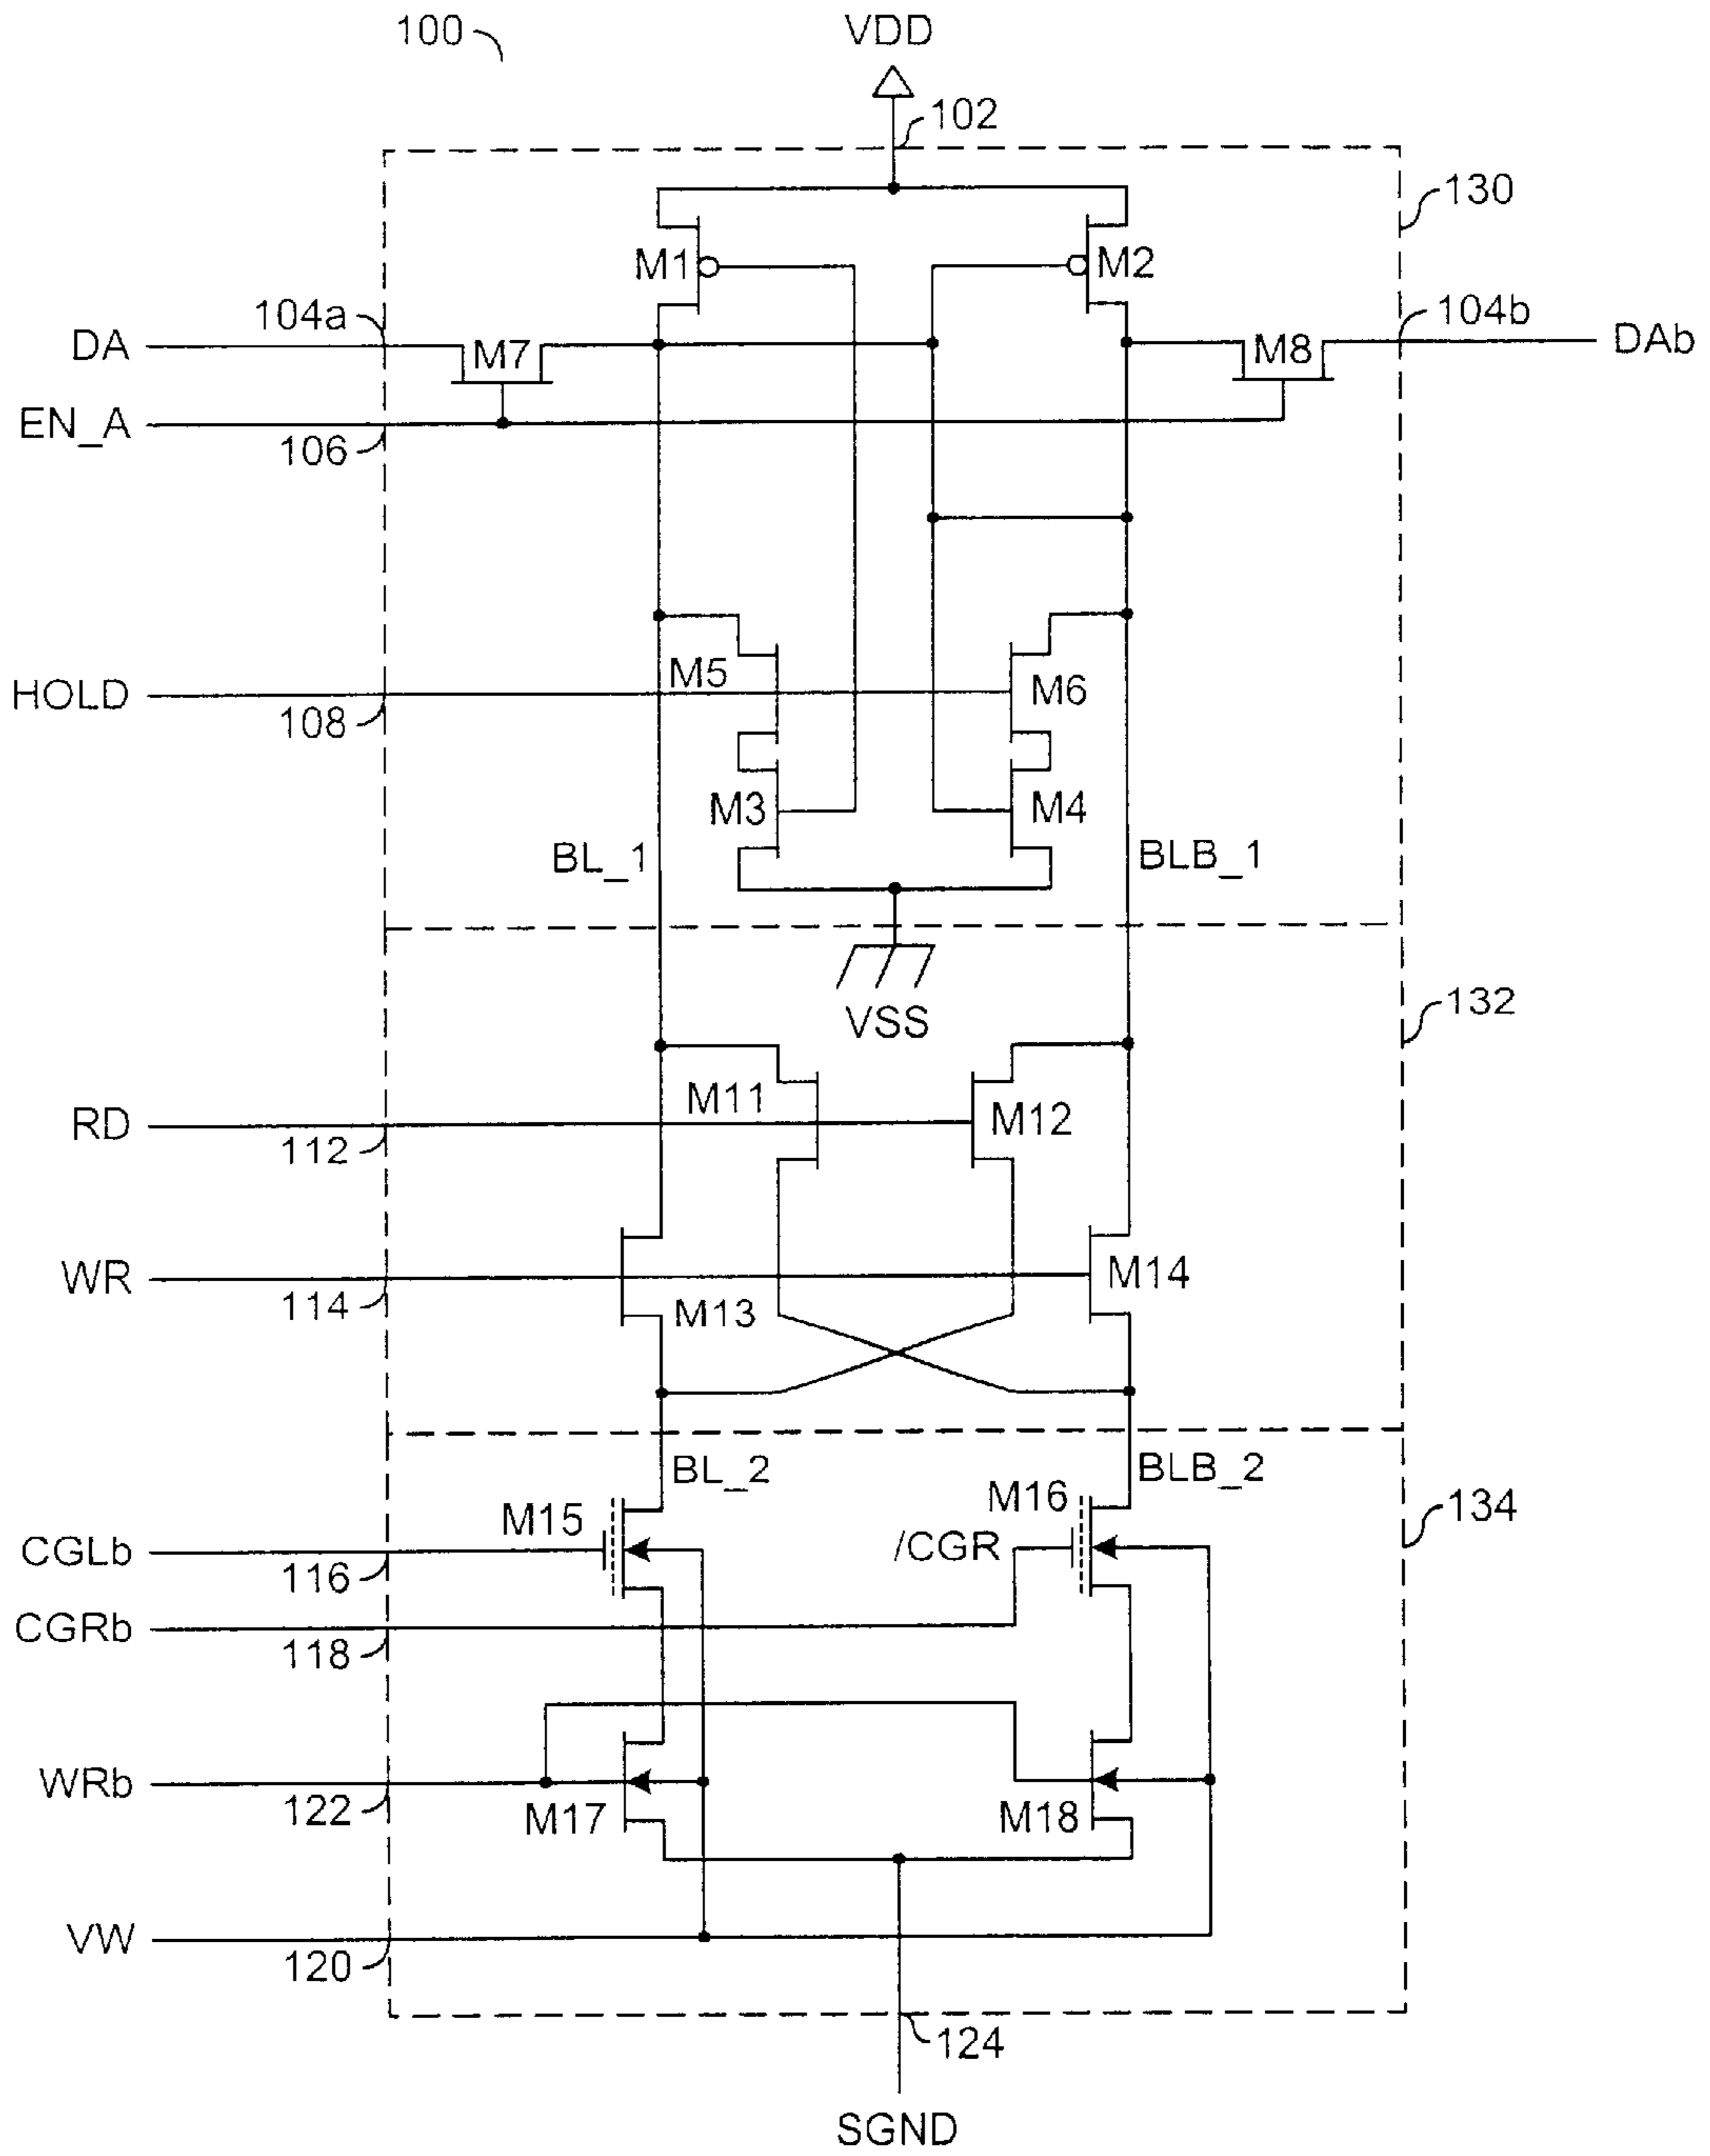 100
VDD
102
130
M1
M2
104a
104b
DA
M7
M8
DAb
EN_A
106
HOLD
M5
M6
108
M3
M4
BL_1
BLB_1
VSS
132
RD
M11
M12
112
WR
M14
114
M13
BL_2
BLB_2
M15
M16
134
CGLb
/CGR
116
CGRb
118
WRb
122
M17
M18
VW
120
124
SGND